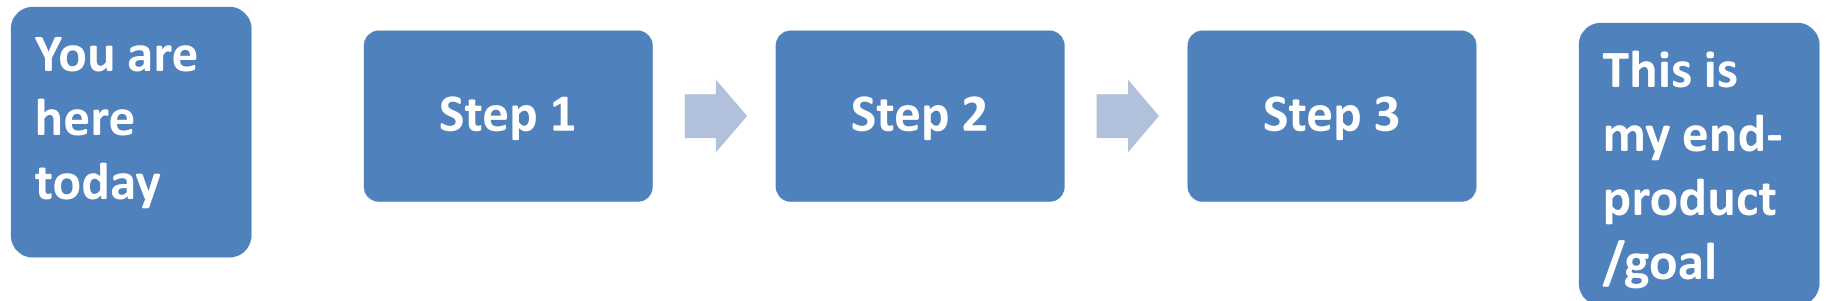 You are
here
today
Step 1
Step 2
Step 3
This is
my end-
product
/goal